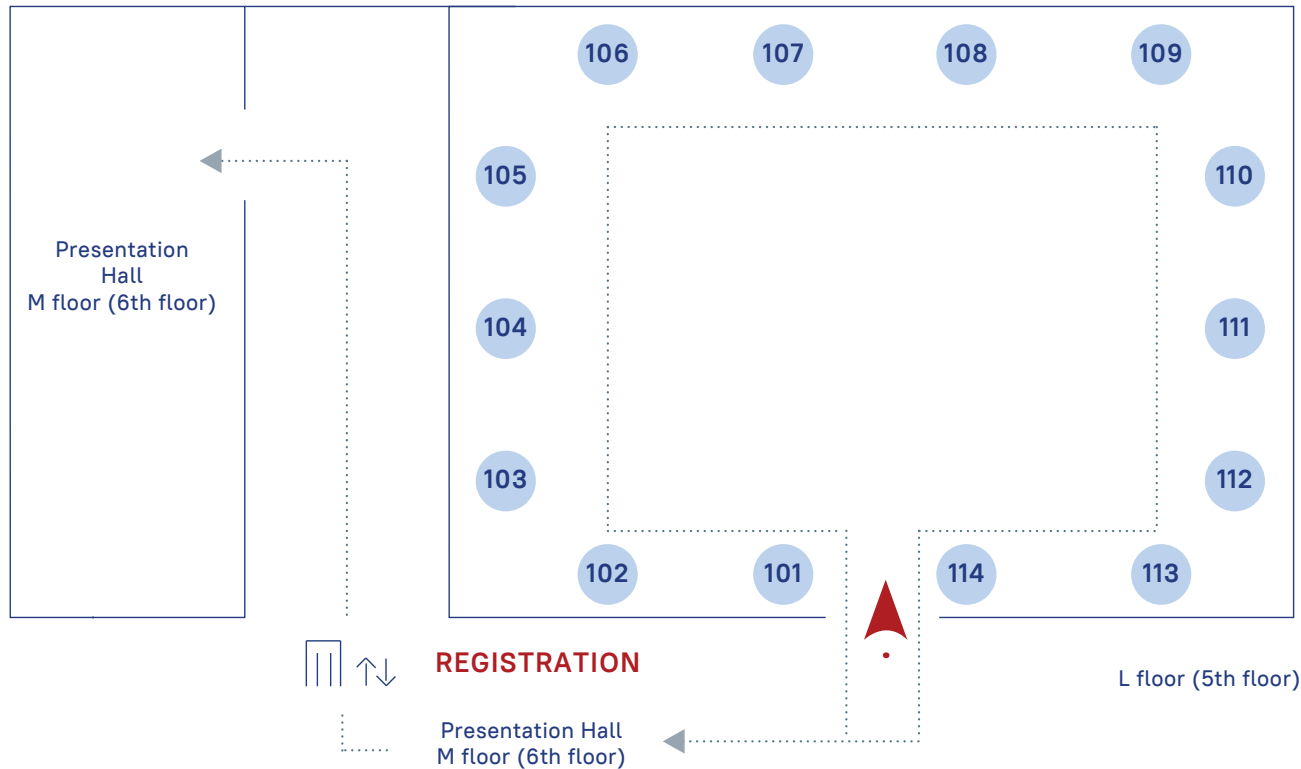 106 107 108 109
105 110
Presentation
Hall
M floor (6th floor)
104 111
103 112
102 101 114 113
REGISTRATION
L floor (5th floor)
Presentation Hall
M floor (6th floor)